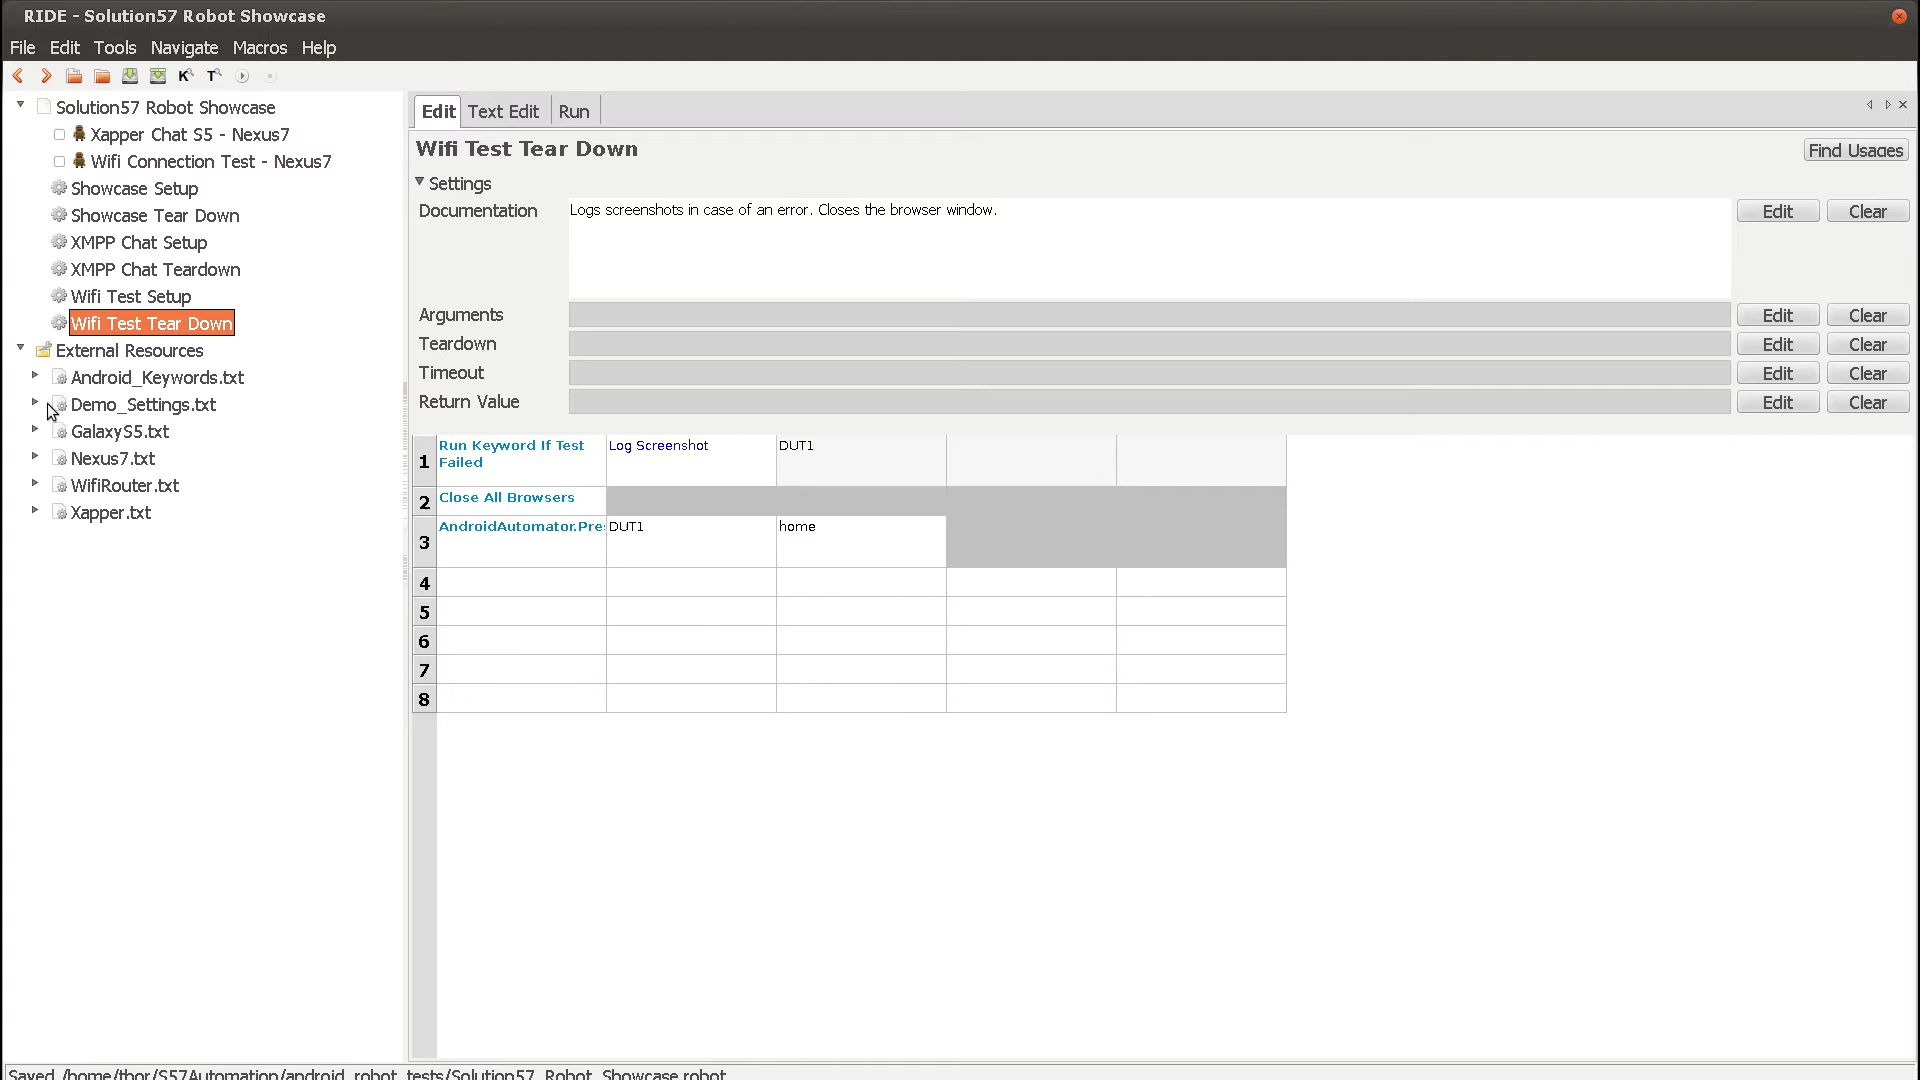 RIDE - Solution57 Robot Showcase
File Edit Tools Navigate Macros Help
K T
Solution57 Robot Showcase
Xapper Chat S5 - Nexus7
Wifi Connection Test - Nexus7
Showcase Setup
Showcase Tear Down
XMPP Chat Setup
XMPP Chat Teardown
Wifi Test Setup
Wifi Test Tear Down
External Resources
Android_Keywords.txt
Demo_Settings.txt
GalaxyS5.txt
Nexus7.txt
WifiRouter.txt
Xapper.txt
Edit Text Edit Run
Wifi Test Tear Down
Find Usages
Settings
Documentation Logs screenshots in case of an error. Closes the browser window. Edit Clear
Arguments Edit Clear
Teardown Edit Clear
Timeout Edit Clear
Return Value Edit Clear
1 Run Keyword If Test Failed Log Screenshot DUT1
2 Close All Browsers
3 AndroidAutomator.Pre DUT1 home
4
5
6
7
8
Saved /home/thor/S57Automation/android_robot_tests/Solution57_Robot_Showcase.robot